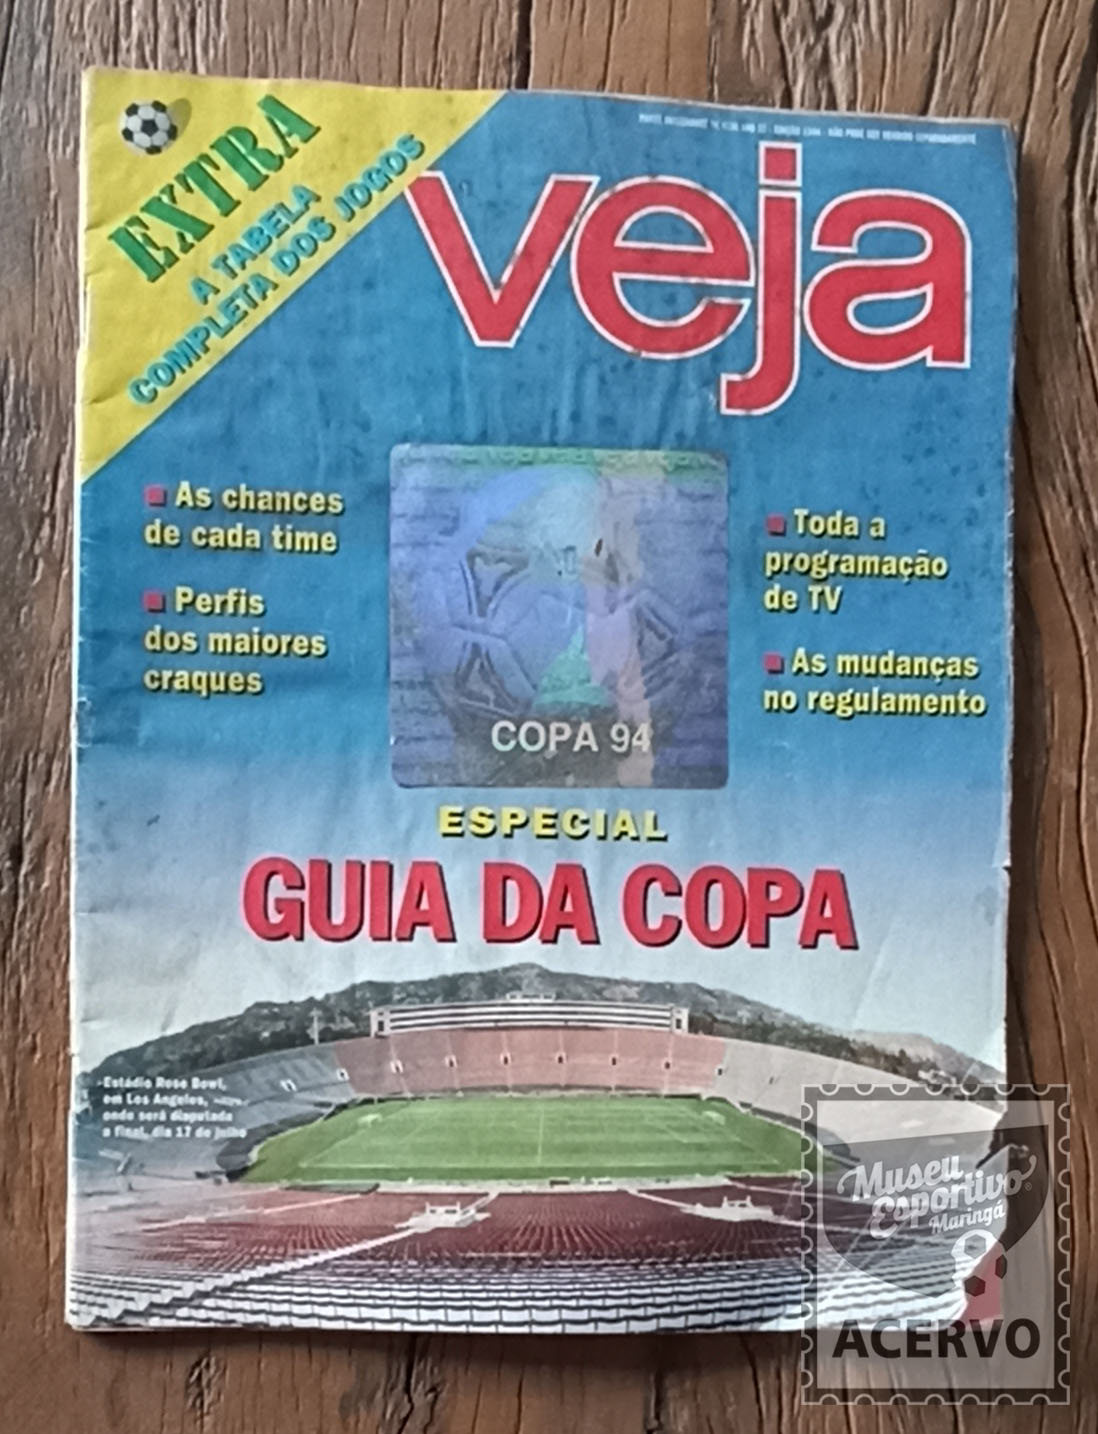 EXTRA
A TABELA
COMPLETA DOS JOGOS
veja
As chances
de cada time
Perfis
dos maiores
craques
Toda a
programação
de TV
As mudanças
no regulamento
COPA 94
ESPECIAL
GUIA DA COPA
Estádio Rose Bowl,
em Los Angeles,
onde será disputada
a final, dia 17 de julho
Museu
Esportivo
Maringá
ACERVO